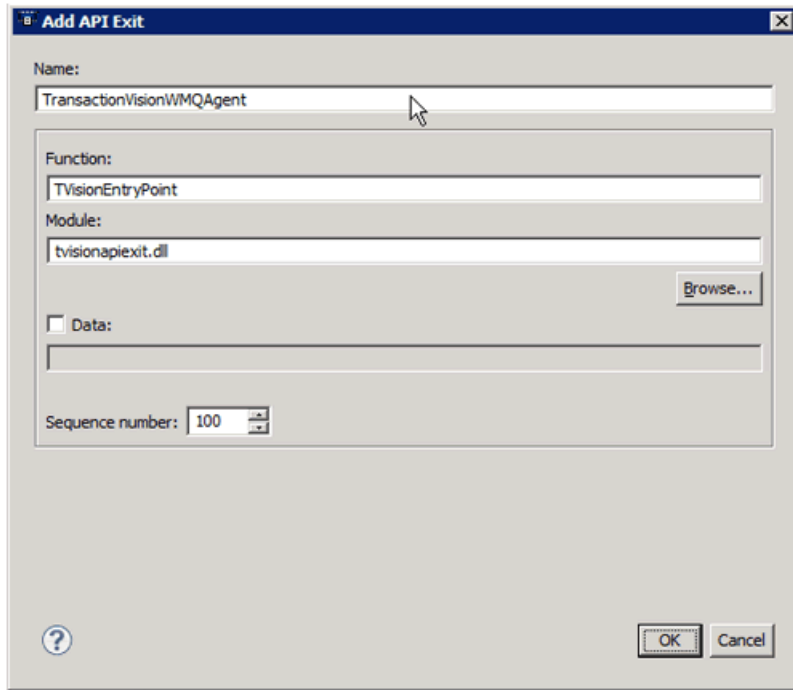 Add API Exit
Name:
TransactionVisionWMQAgent
Function:
TVisionEntryPoint
Module:
tvisionapiexit.dll
Browse...
Data:
Sequence number: 100
?
OK Cancel